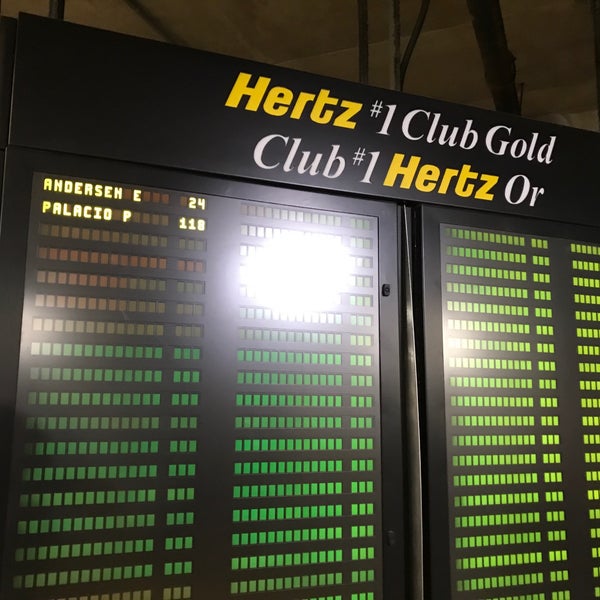 Hertz #1 Club Gold
Club #1 Hertz Or
ANDERSEN E 24
PALACIO P 118